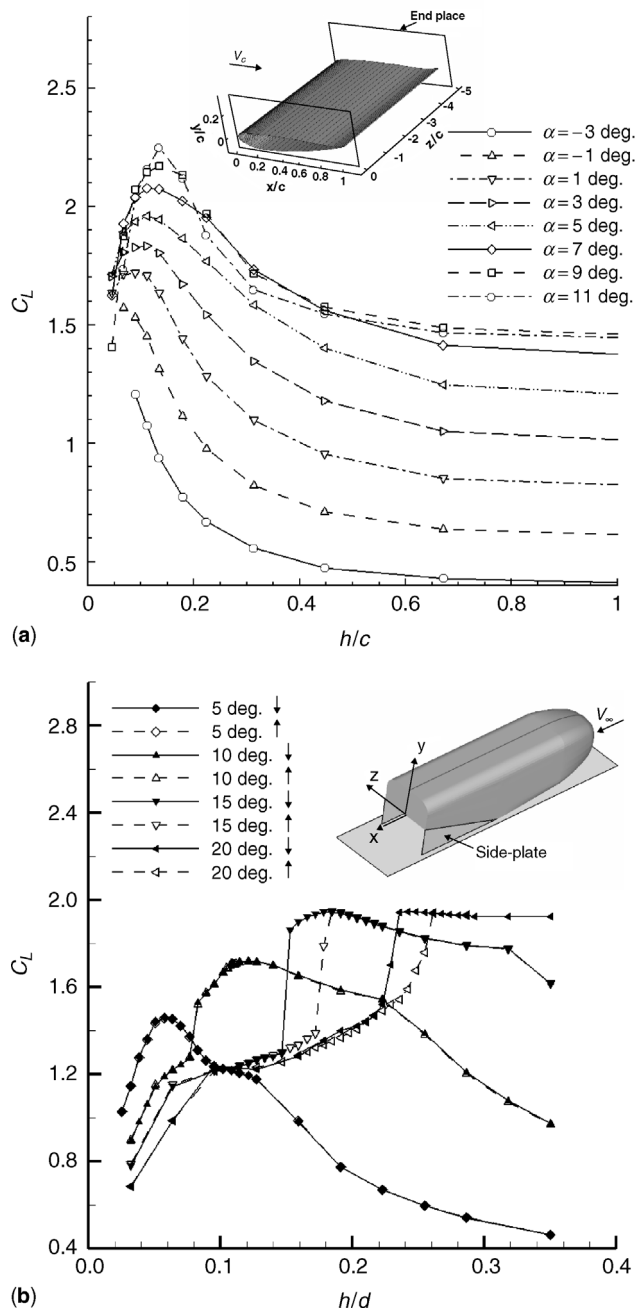 End place
V_c
y/c
0.2
0
0 0.2 0.4 0.6 0.8 1
x/c
0 -1 -2 -3 -4 -5
z/c
α = −3 deg.
α = −1 deg.
α = 1 deg.
α = 3 deg.
α = 5 deg.
α = 7 deg.
α = 9 deg.
α = 11 deg.
2.5
2
1.5
1
0.5
C_L
0 0.2 0.4 0.6 0.8 1
h/c
(a)
5 deg. ↓
5 deg. ↑
10 deg. ↓
10 deg. ↑
15 deg. ↓
15 deg. ↑
20 deg. ↓
20 deg. ↑
V_∞
y
z
x
Side-plate
2.8
2.4
2.0
1.6
1.2
0.8
0.4
C_L
0.0 0.1 0.2 0.3 0.4
h/d
(b)